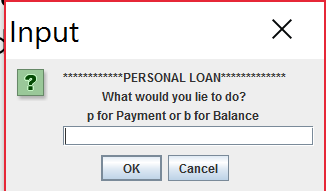 Input
************PERSONAL LOAN*************
What would you lie to do?
p for Payment or b for Balance
OK Cancel